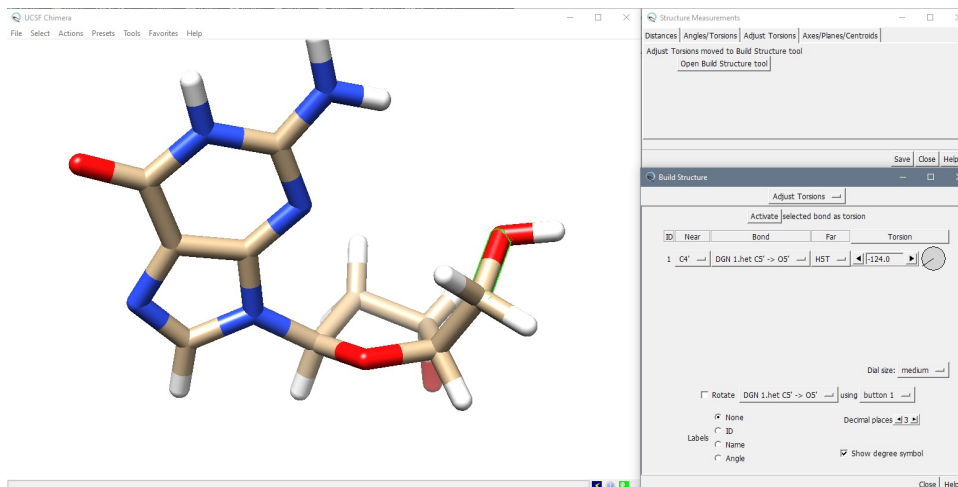 UCSF Chimera
File Select Actions Presets Tools Favorites Help
Structure Measurements
Distances Angles/Torsions Adjust Torsions Axes/Planes/Centroids
Adjust Torsions moved to Build Structure tool
Open Build Structure tool
Save Close Help
Build Structure
Adjust Torsions
Activate selected bond as torsion
ID Near Bond Far Torsion
1 C4' DGN 1.het C5' -> O5' H5T -124.0
Dial size: medium
Rotate DGN 1.het C5' -> O5' using button 1
None
Decimal places 3
ID
Labels
Name
Angle
Show degree symbol
Close Help